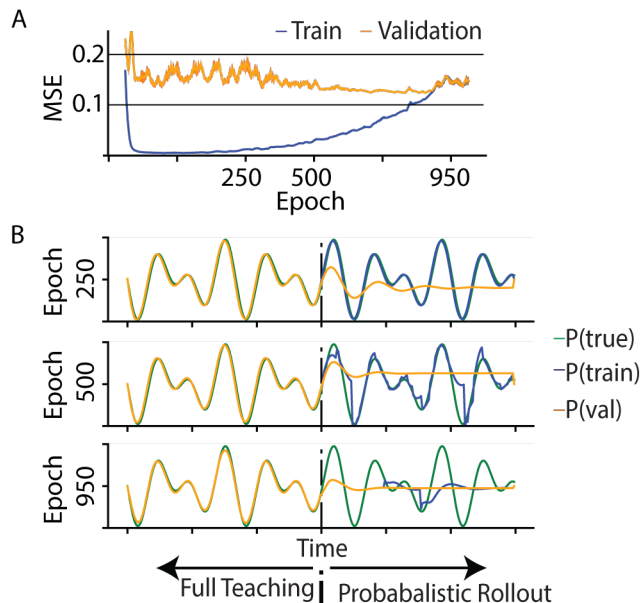 A
Train Validation
0.2
0.1
MSE
250 500 950
Epoch
B
Epoch
250
Epoch
500
Epoch
950
P(true)
P(train)
P(val)
Time
Full Teaching Probabalistic Rollout